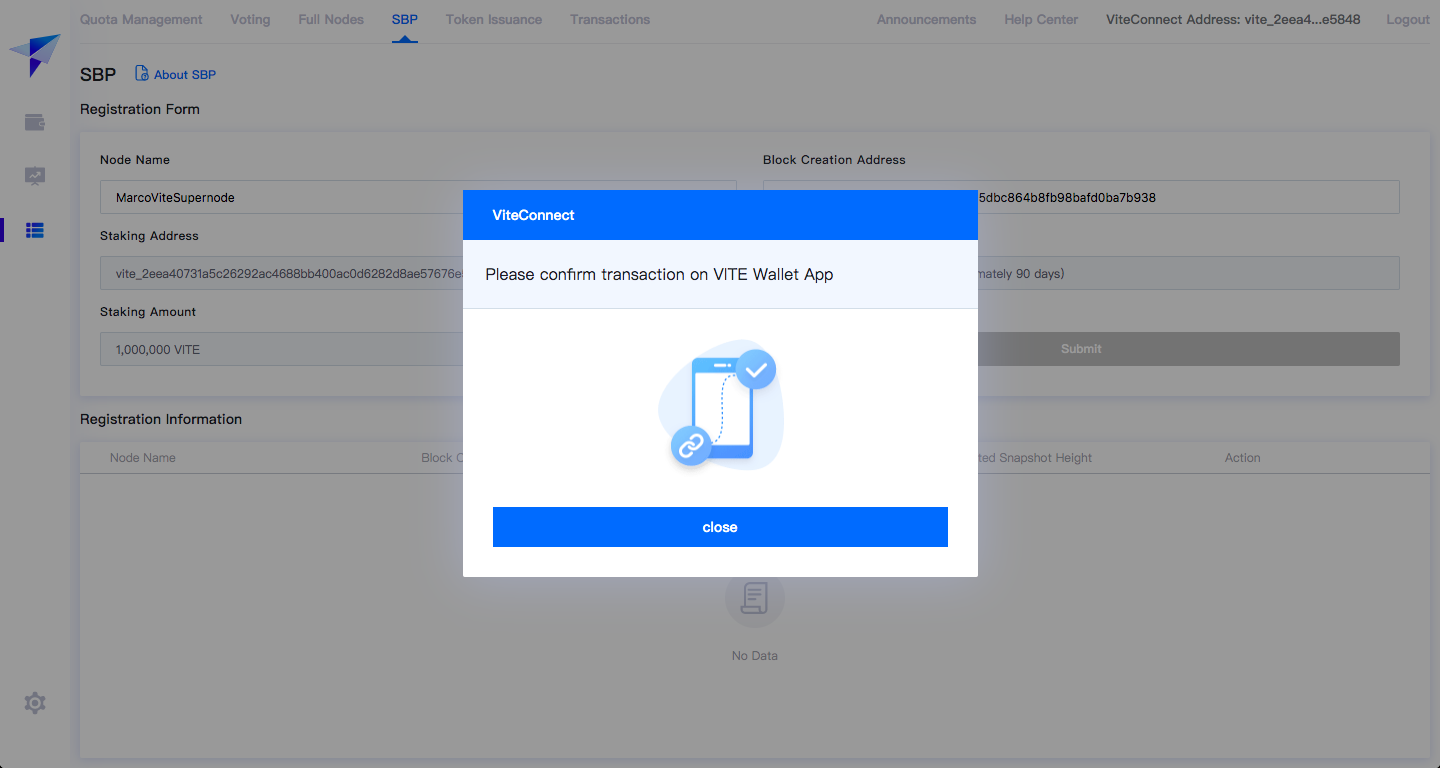 Quota Management Voting Full Nodes SBP Token Issuance Transactions Announcements Help Center ViteConnect Address: vite_2eea4...e5848 Logout
SBP About SBP
Registration Form
Node Name Block Creation Address
MarcoViteSupernode 5dbc864b8fb98bafd0ba7b938
ViteConnect
Staking Address
vite_2eea40731a5c26292ac4688bb400ac0d6282d8ae57676e mately 90 days)
Please confirm transaction on VITE Wallet App
Staking Amount
1,000,000 VITE Submit
Registration Information
Node Name Block C ted Snapshot Height Action
close
No Data